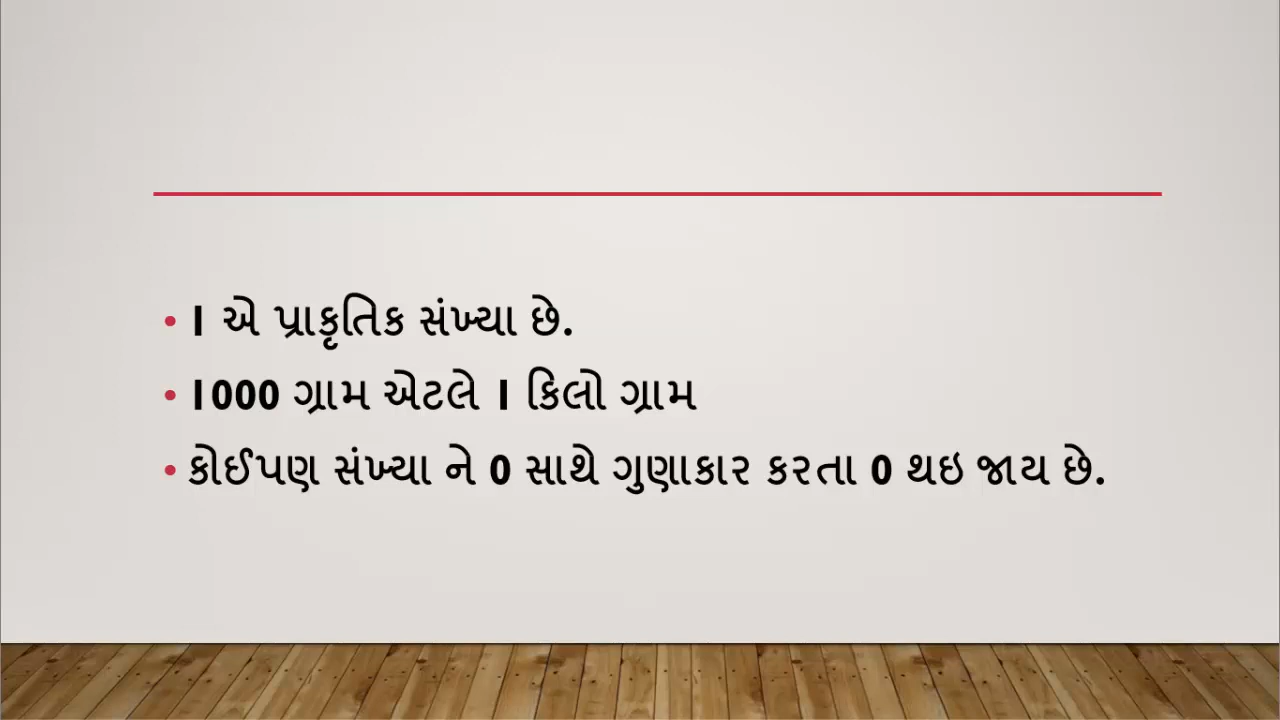 • 1 એ પ્રાકૃતિક સંખ્યા છે.
• 1000 ગ્રામ એટલે 1 કિલો ગ્રામ
• કોઈપણ સંખ્યા ને 0 સાથે ગુણાકાર કરતા 0 થઇ જાય છે.